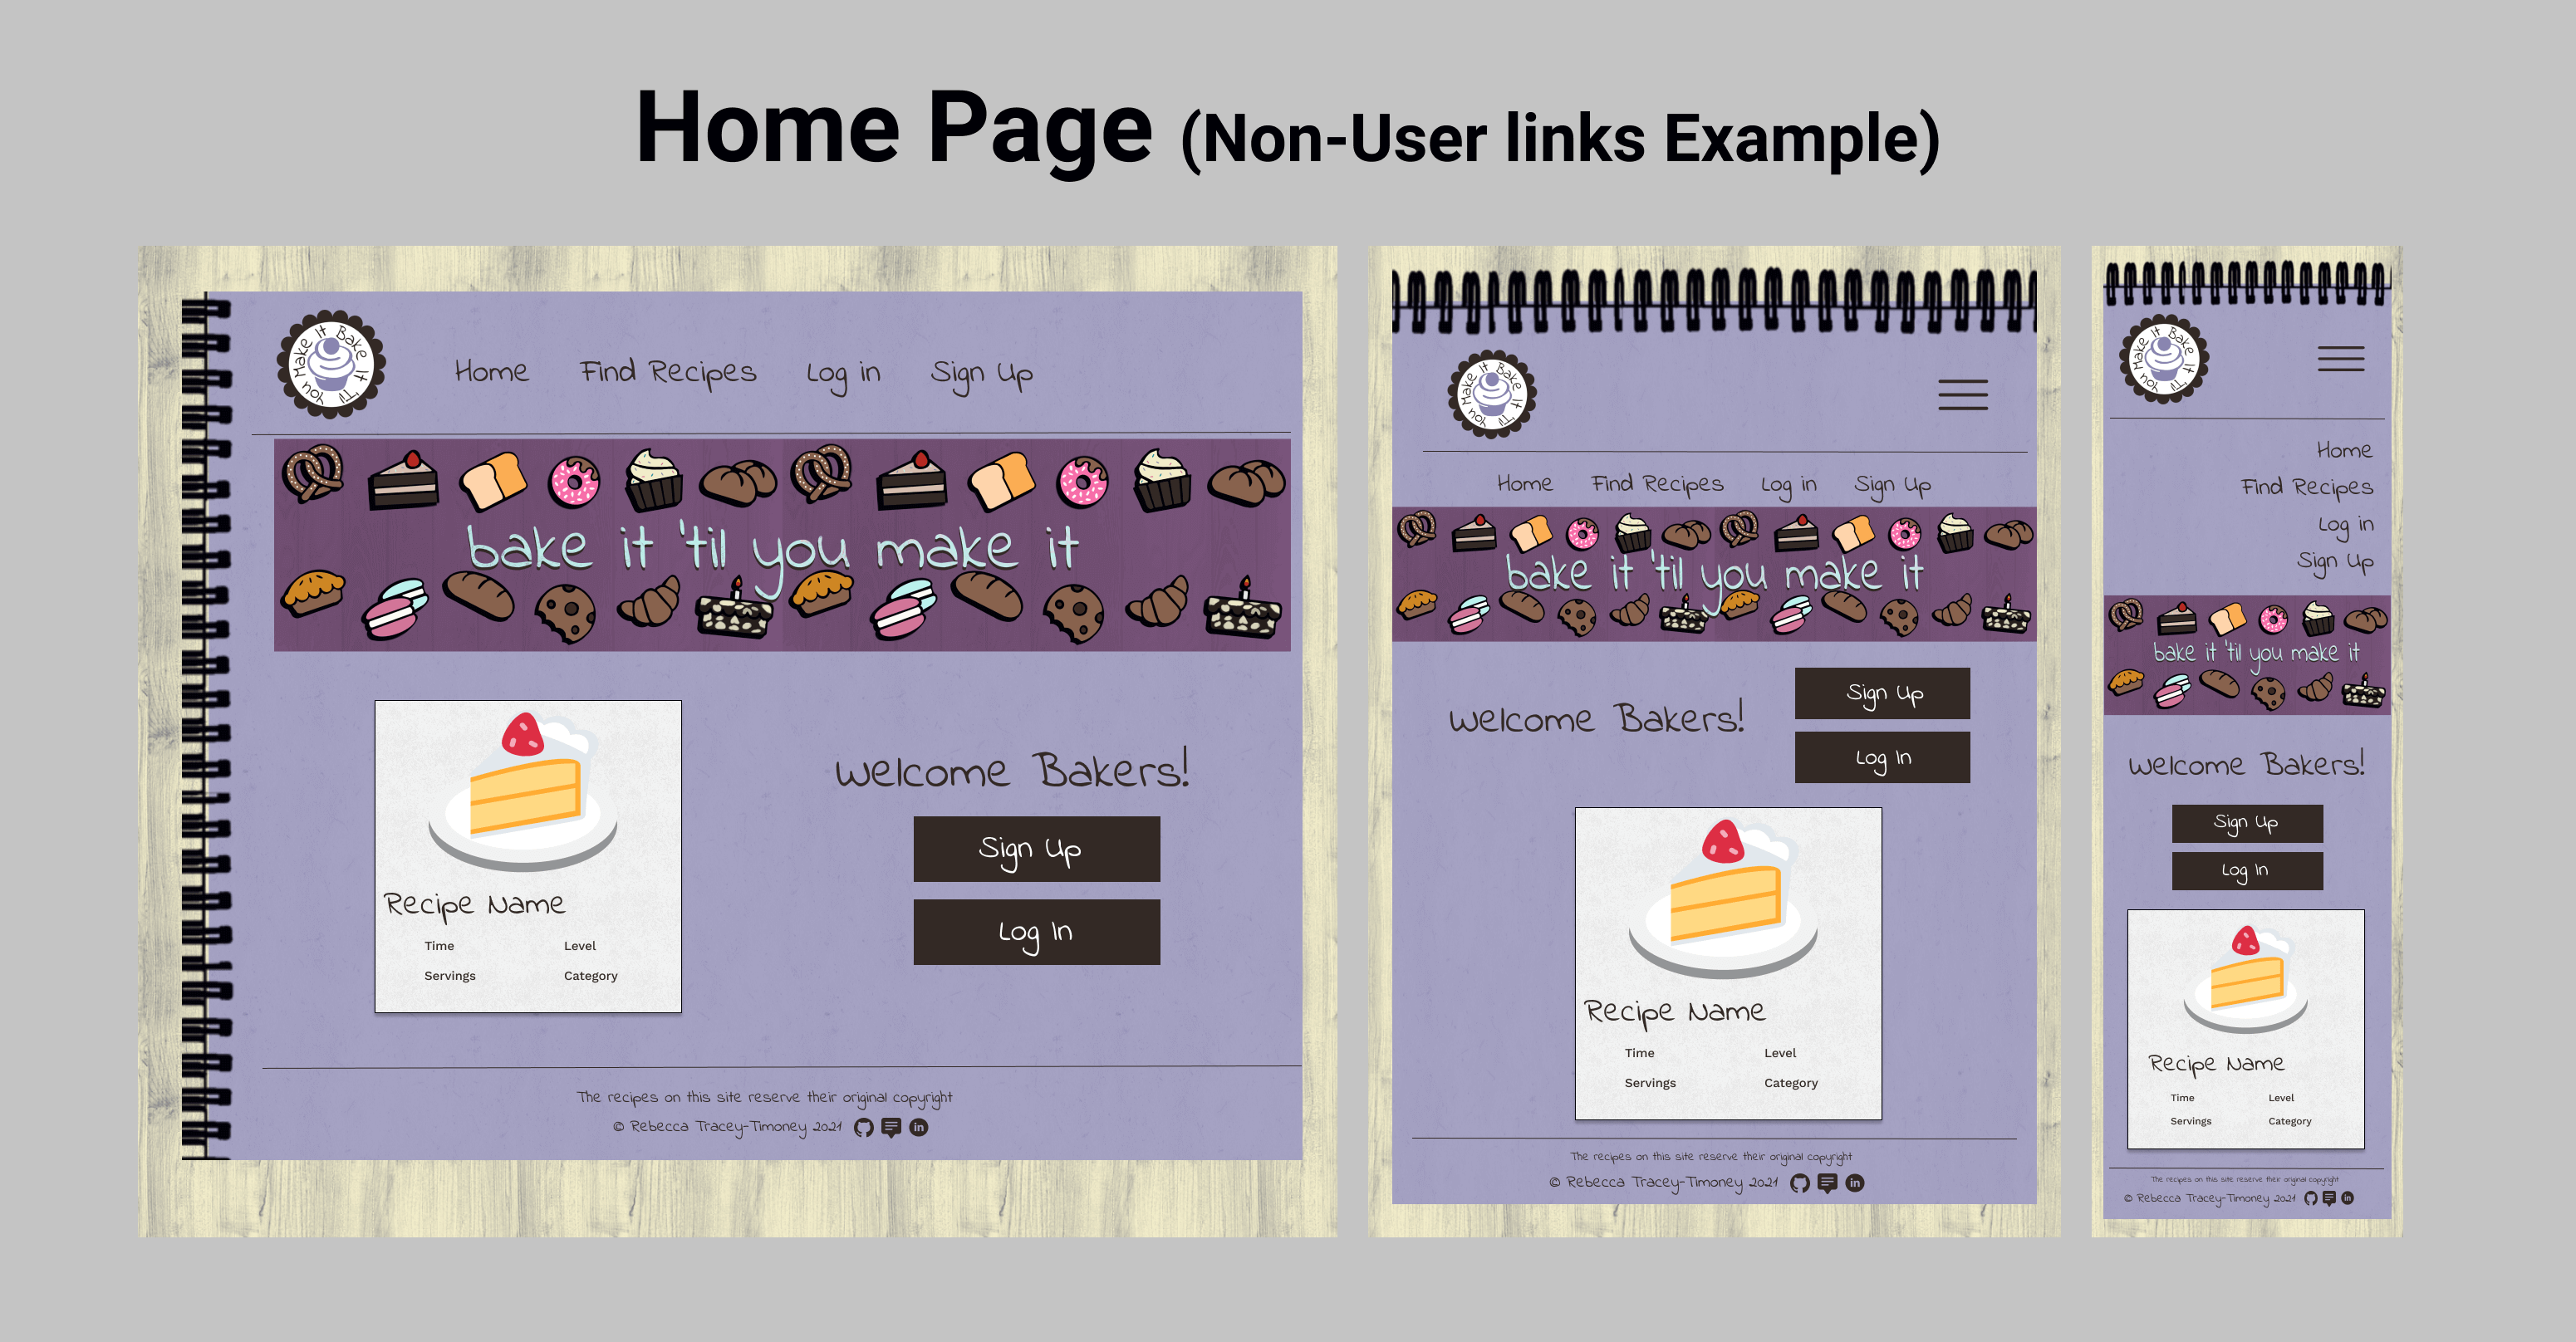 Home Page (Non-User links Example)
Bake It 'Til You Make It
Home Find Recipes Log in Sign Up
bake it 'til you make it
Welcome Bakers!
Sign Up
Log In
Recipe Name
Time Level
Servings Category
The recipes on this site reserve their original copyright
© Rebecca Tracey-Timoney 2021 in
Bake It 'Til You Make It
Home Find Recipes Log in Sign Up
bake it 'til you make it
Welcome Bakers!
Sign Up
Log In
Recipe Name
Time Level
Servings Category
The recipes on this site reserve their original copyright
© Rebecca Tracey-Timoney 2021 in
Bake It 'Til You Make It
Home
Find Recipes
Log in
Sign Up
bake it 'til you make it
Welcome Bakers!
Sign Up
Log In
Recipe Name
Time Level
Servings Category
The recipes on this site reserve their original copyright
© Rebecca Tracey-Timoney 2021 in